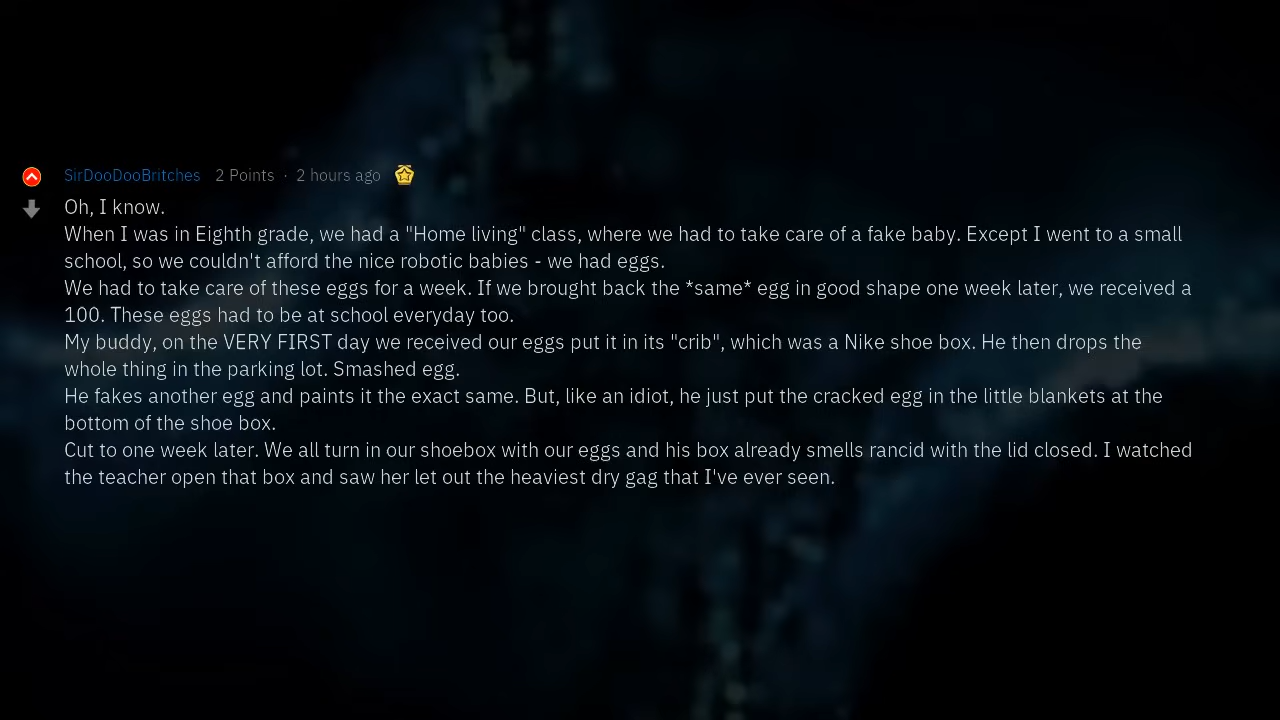 SirDooDooBritches 2 Points · 2 hours ago
Oh, I know.
When I was in Eighth grade, we had a "Home living" class, where we had to take care of a fake baby. Except I went to a small
school, so we couldn't afford the nice robotic babies - we had eggs.
We had to take care of these eggs for a week. If we brought back the *same* egg in good shape one week later, we received a
100. These eggs had to be at school everyday too.
My buddy, on the VERY FIRST day we received our eggs put it in its "crib", which was a Nike shoe box. He then drops the
whole thing in the parking lot. Smashed egg.
He fakes another egg and paints it the exact same. But, like an idiot, he just put the cracked egg in the little blankets at the
bottom of the shoe box.
Cut to one week later. We all turn in our shoebox with our eggs and his box already smells rancid with the lid closed. I watched
the teacher open that box and saw her let out the heaviest dry gag that I've ever seen.